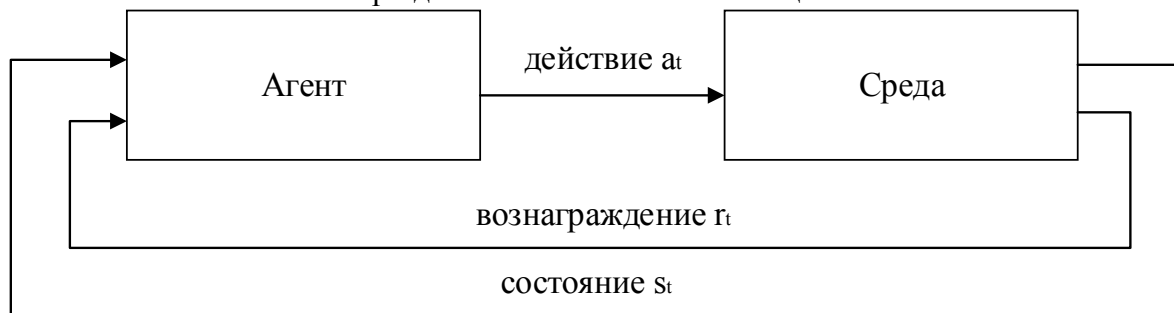 действие at
Агент
Среда
вознаграждение rt
состояние st